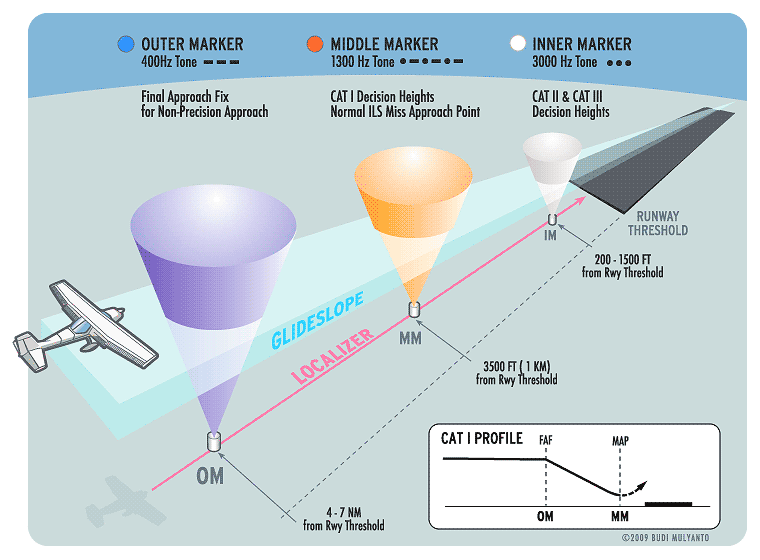 OUTER MARKER
400Hz Tone
MIDDLE MARKER
1300 Hz Tone
INNER MARKER
3000 Hz Tone
Final Approach Fix
for Non-Precision Approach
CAT I Decision Heights
Normal ILS Miss Approach Point
CAT II & CAT III
Decision Heights
RUNWAY
THRESHOLD
IM
200 - 1500 FT
from Rwy Threshold
GLIDESLOPE
LOCALIZER
MM
3500 FT ( 1 KM)
from Rwy Threshold
OM
4 - 7 NM
from Rwy Threshold
CAT I PROFILE
FAF
MAP
OM
MM
©2009 BUDI MULYANTO